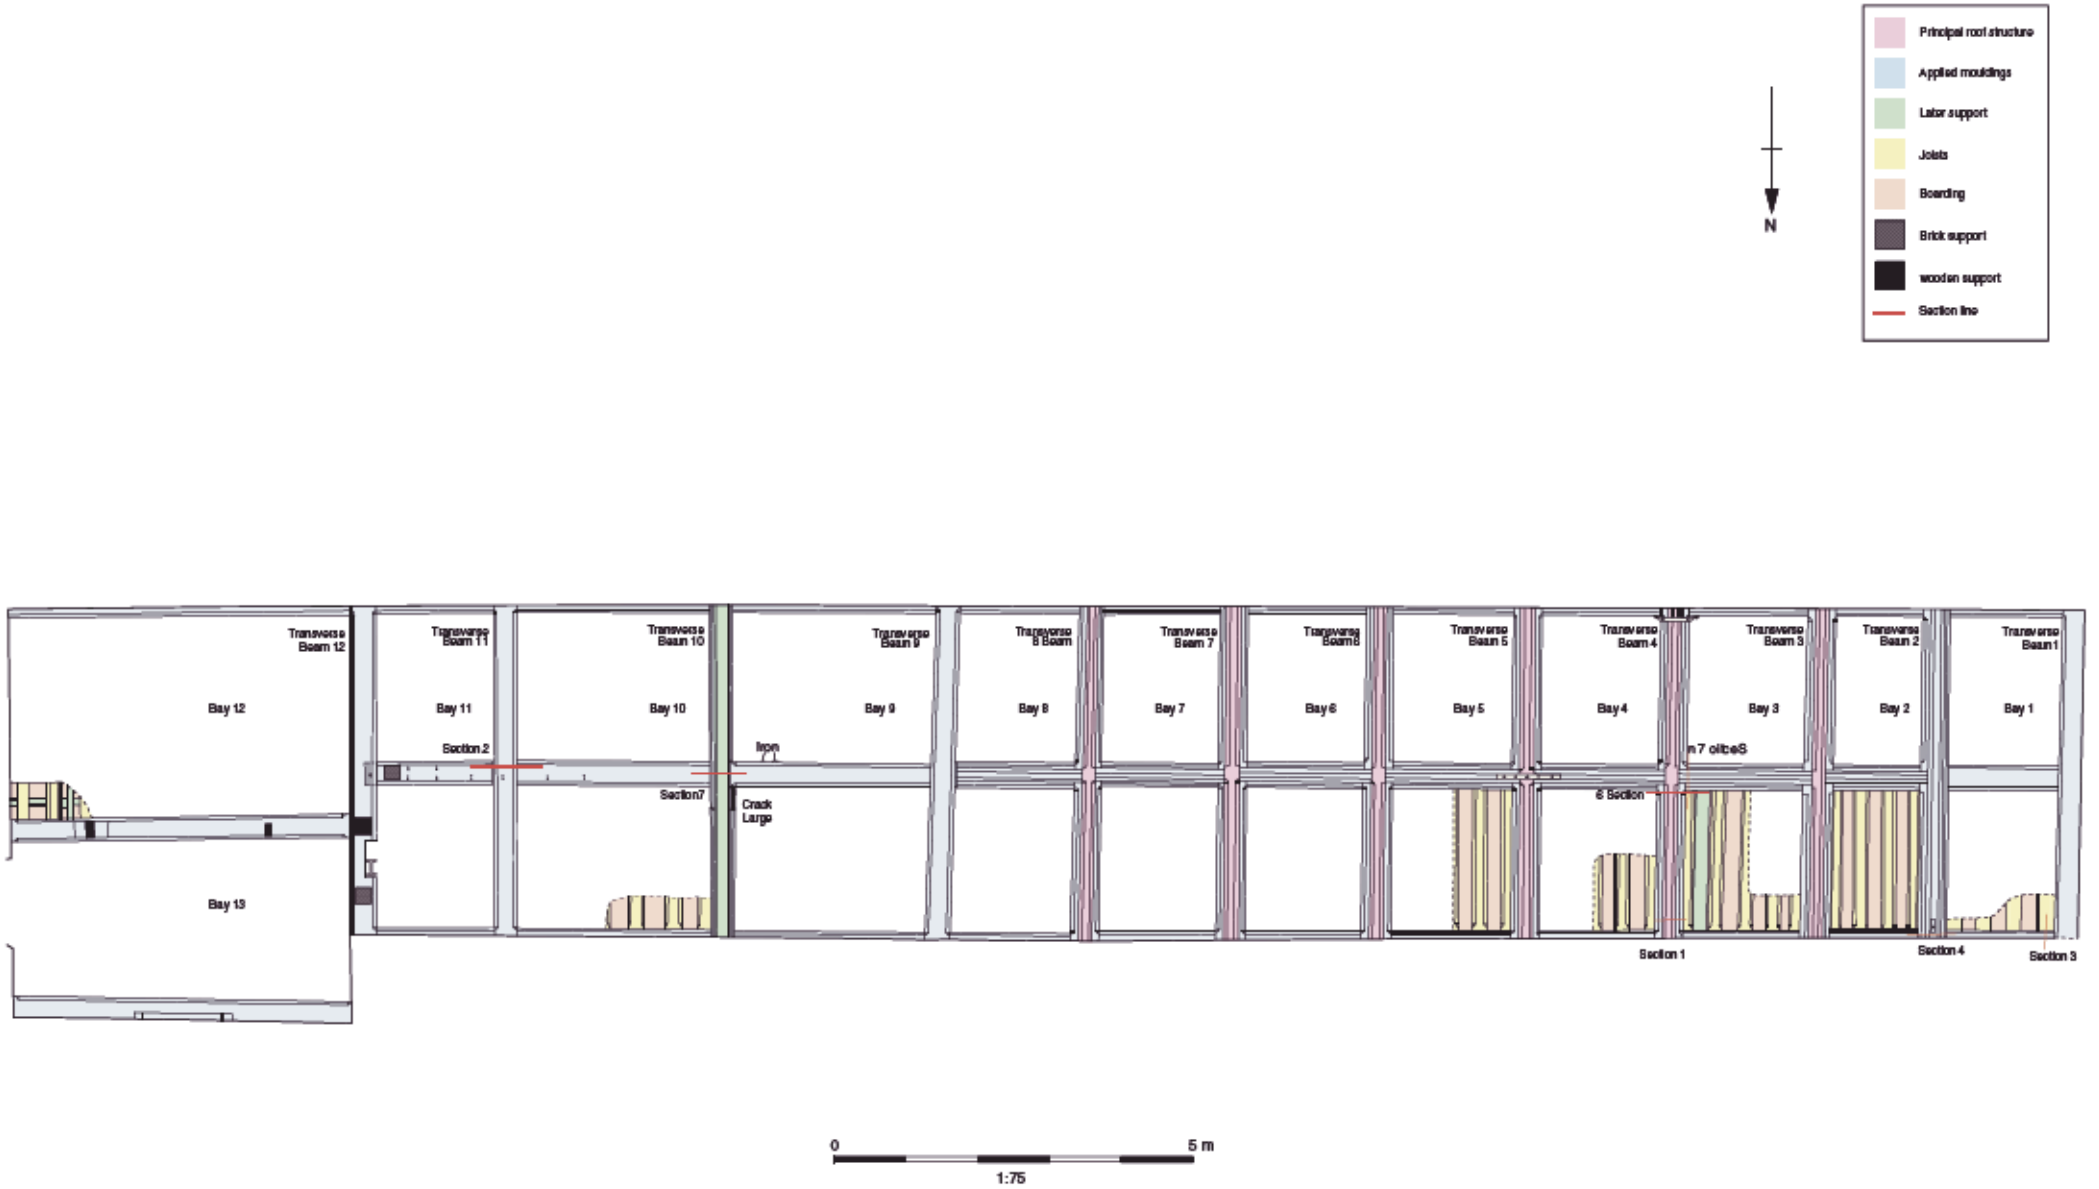 Principal roof structure
Applied mouldings
Later support
Joists
Boarding
Brick support
wooden support
Section line
N
Transverse
Beam 12
Transverse
Beam 11
Transverse
Beam 10
Transverse
Beam 9
Transverse
8 Beam
Transverse
Beam 7
Transverse
Beam 6
Transverse
Beam 5
Transverse
Beam 4
Transverse
Beam 3
Transverse
Beam 2
Transverse
Beam 1
Bay 12
Bay 11
Bay 10
Bay 9
Bay 8
Bay 7
Bay 6
Bay 5
Bay 4
Bay 3
Bay 2
Bay 1
Section 2
Iron
n 7 oitceS
Section7
Crack
Large
6 Section
Bay 13
Section 1
Section 4
Section 3
0 5 m
1:75